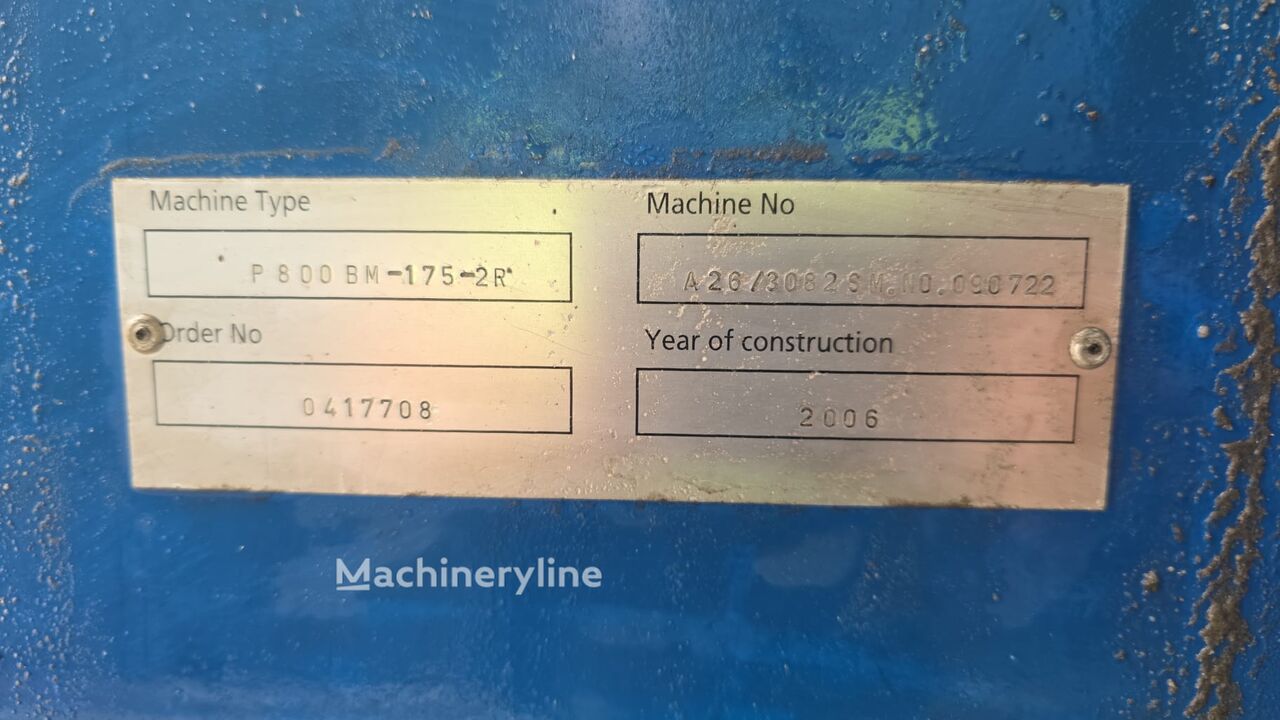 Machine Type
Machine No
P 800 BM-175-2R
A 26/3082 SM.NO.090722
Order No
Year of construction
0417708
2006
Machineryline